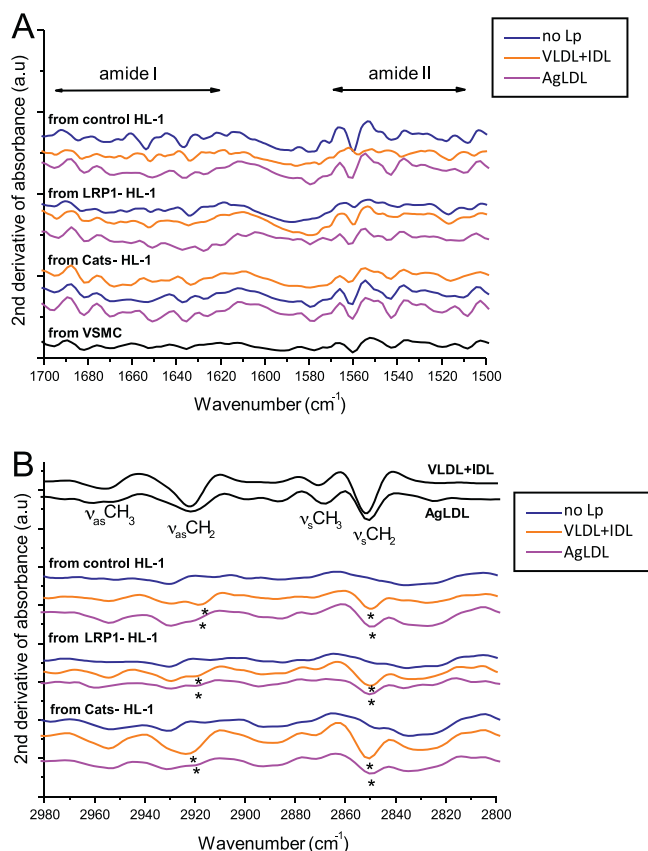 A
no Lp
VLDL+IDL
AgLDL
amide I
amide II
2nd derivative of absorbance (a.u)
from control HL-1
from LRP1- HL-1
from Cats- HL-1
from VSMC
1700 1680 1660 1640 1620 1600 1580 1560 1540 1520 1500
Wavenumber (cm⁻¹)
B
VLDL+IDL
AgLDL
νasCH3
νasCH2
νsCH3
νsCH2
no Lp
VLDL+IDL
AgLDL
2nd derivative of absorbance (a.u)
from control HL-1
* *
* *
from LRP1- HL-1
* *
* *
from Cats- HL-1
* *
* *
2980 2960 2940 2920 2900 2880 2860 2840 2820 2800
Wavenumber (cm⁻¹)